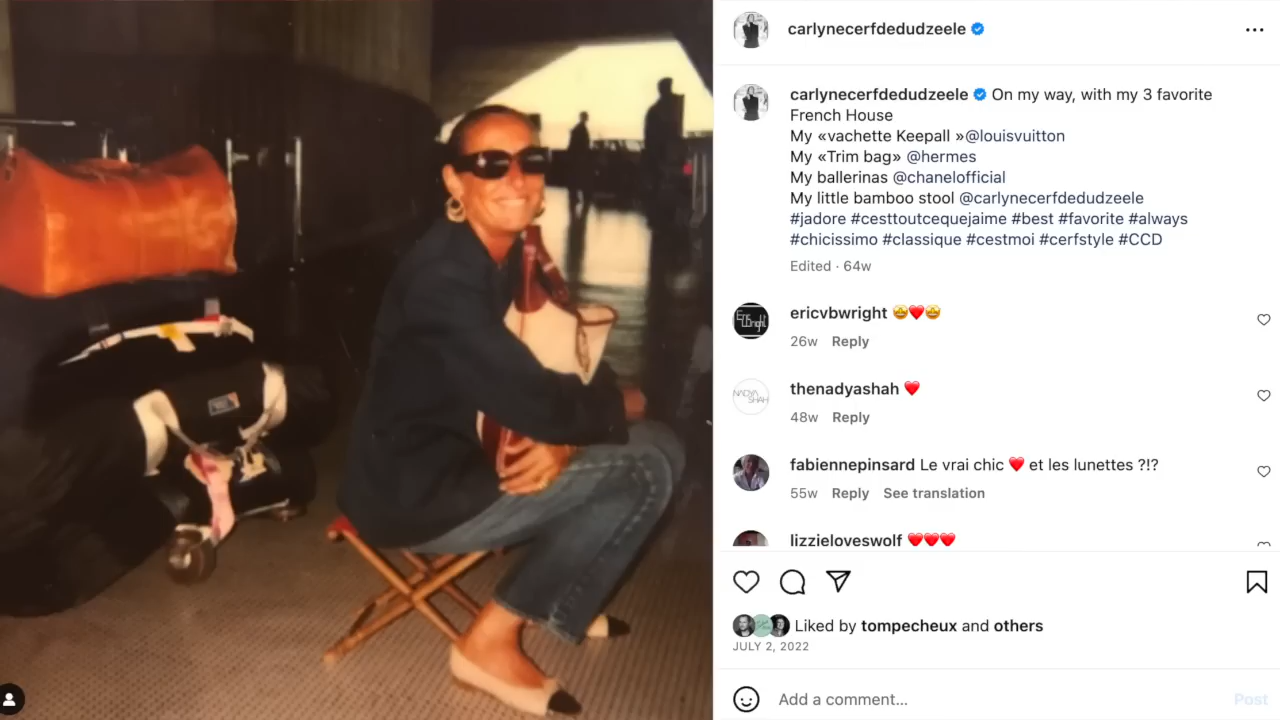 carlynecerfdedudzeele
carlynecerfdedudzeele On my way, with my 3 favorite
French House
My «vachette Keepall »@louisvuitton
My «Trim bag» @hermes
My ballerinas @chanelofficial
My little bamboo stool @carlynecerfdedudzeele
#jadore #cesttoutcequejaime #best #favorite #always
#chicissimo #classique #cestmoi #cerfstyle #CCD
Edited · 64w
ericvbwright 🤩❤️🤩
26w Reply
thenadyashah ❤️
NADYA
SHAH
48w Reply
fabiennepinsard Le vrai chic ❤️ et les lunettes ?!?
55w Reply See translation
lizzieloveswolf ❤️❤️❤️
Liked by tompecheux and others
JULY 2, 2022
Add a comment...
Post